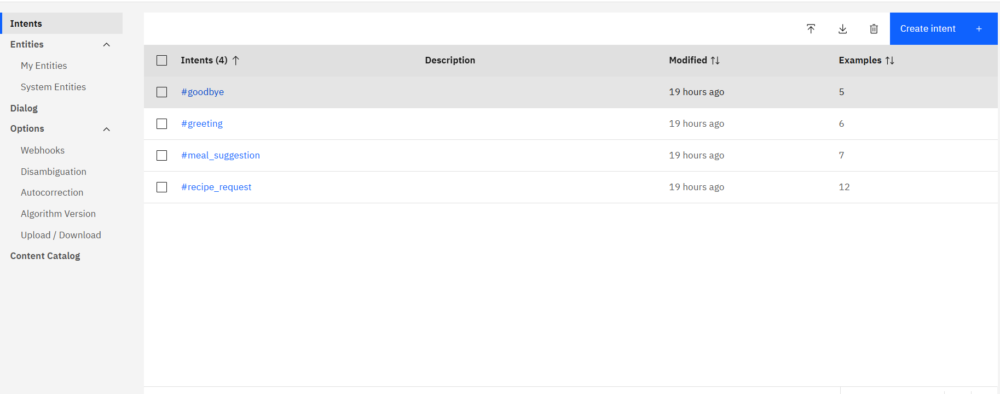 Intents
Entities
My Entities
System Entities
Dialog
Options
Webhooks
Disambiguation
Autocorrection
Algorithm Version
Upload / Download
Content Catalog
Create intent +
Intents (4) Description Modified Examples
#goodbye 19 hours ago 5
#greeting 19 hours ago 6
#meal_suggestion 19 hours ago 7
#recipe_request 19 hours ago 12